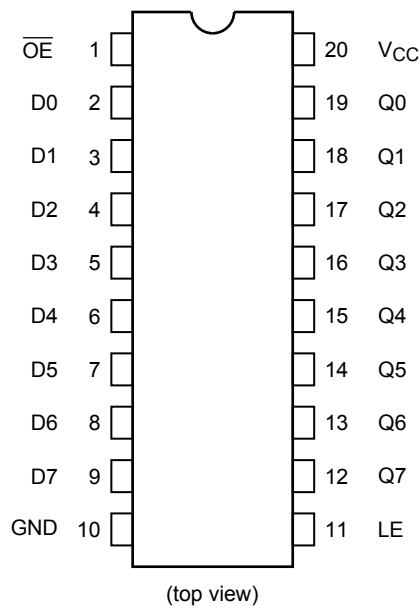 O̅E̅ 1 20 VCC
D0 2 19 Q0
D1 3 18 Q1
D2 4 17 Q2
D3 5 16 Q3
D4 6 15 Q4
D5 7 14 Q5
D6 8 13 Q6
D7 9 12 Q7
GND 10 11 LE
(top view)